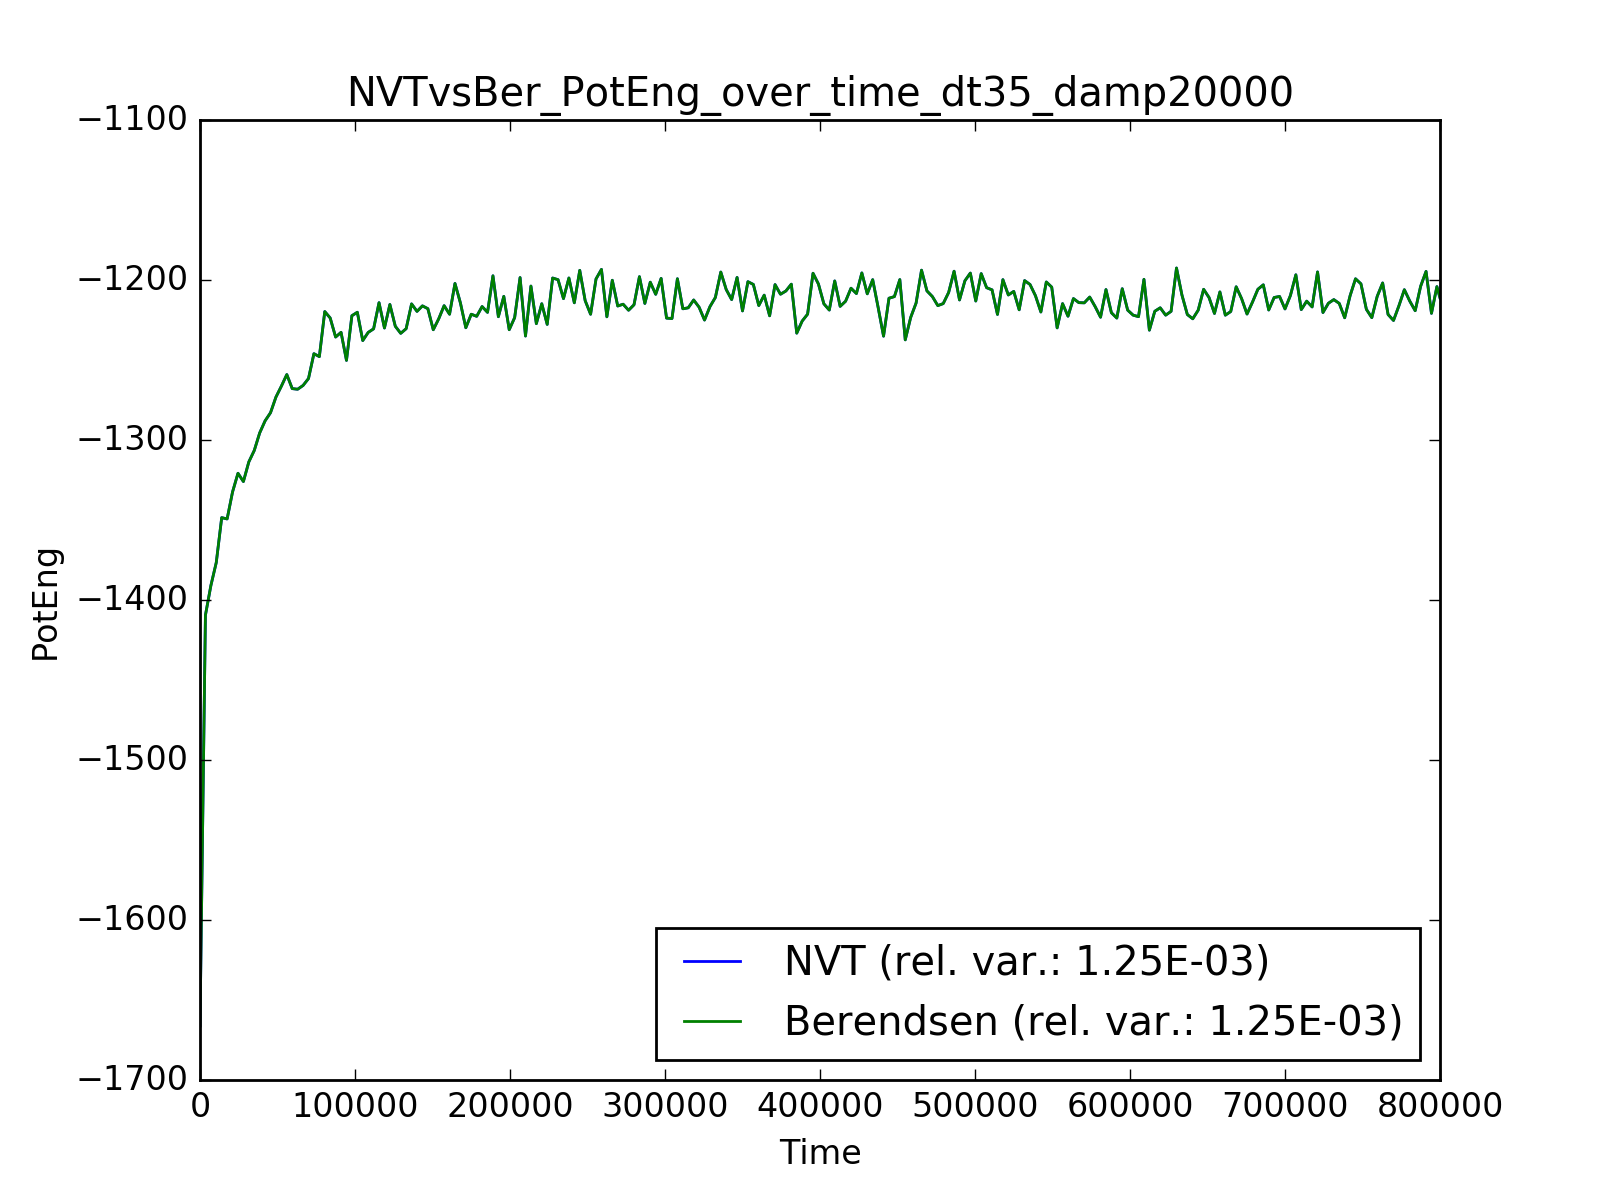 NVTvsBer_PotEng_over_time_dt35_damp20000
−1100
−1200
−1300
−1400
−1500
−1600
−1700
PotEng
NVT (rel. var.: 1.25E-03)
Berendsen (rel. var.: 1.25E-03)
0 100000 200000 300000 400000 500000 600000 700000 800000
Time